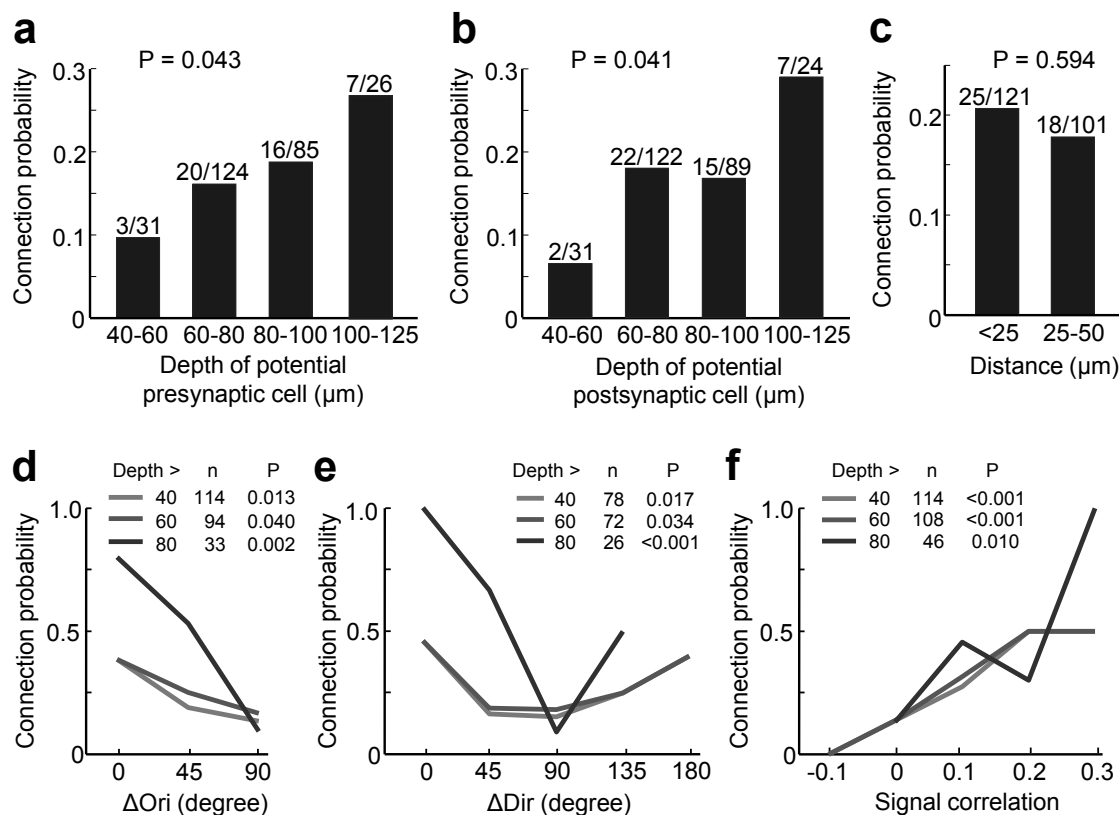 a
P = 0.043
Connection probability
0.3
0.2
0.1
0
3/31
20/124
16/85
7/26
40-60 60-80 80-100 100-125
Depth of potential
presynaptic cell (µm)
b
P = 0.041
Connection probability
0.3
0.2
0.1
0
2/31
22/122
15/89
7/24
40-60 60-80 80-100 100-125
Depth of potential
postsynaptic cell (µm)
c
P = 0.594
Connection probability
0.2
0.1
0
25/121
18/101
<25 25-50
Distance (µm)
d
Depth > n P
40 114 0.013
60 94 0.040
80 33 0.002
Connection probability
1.0
0.5
0
0 45 90
ΔOri (degree)
e
Depth > n P
40 78 0.017
60 72 0.034
80 26 <0.001
Connection probability
1.0
0.5
0
0 45 90 135 180
ΔDir (degree)
f
Depth > n P
40 114 <0.001
60 108 <0.001
80 46 0.010
Connection probability
1.0
0.5
0
-0.1 0 0.1 0.2 0.3
Signal correlation